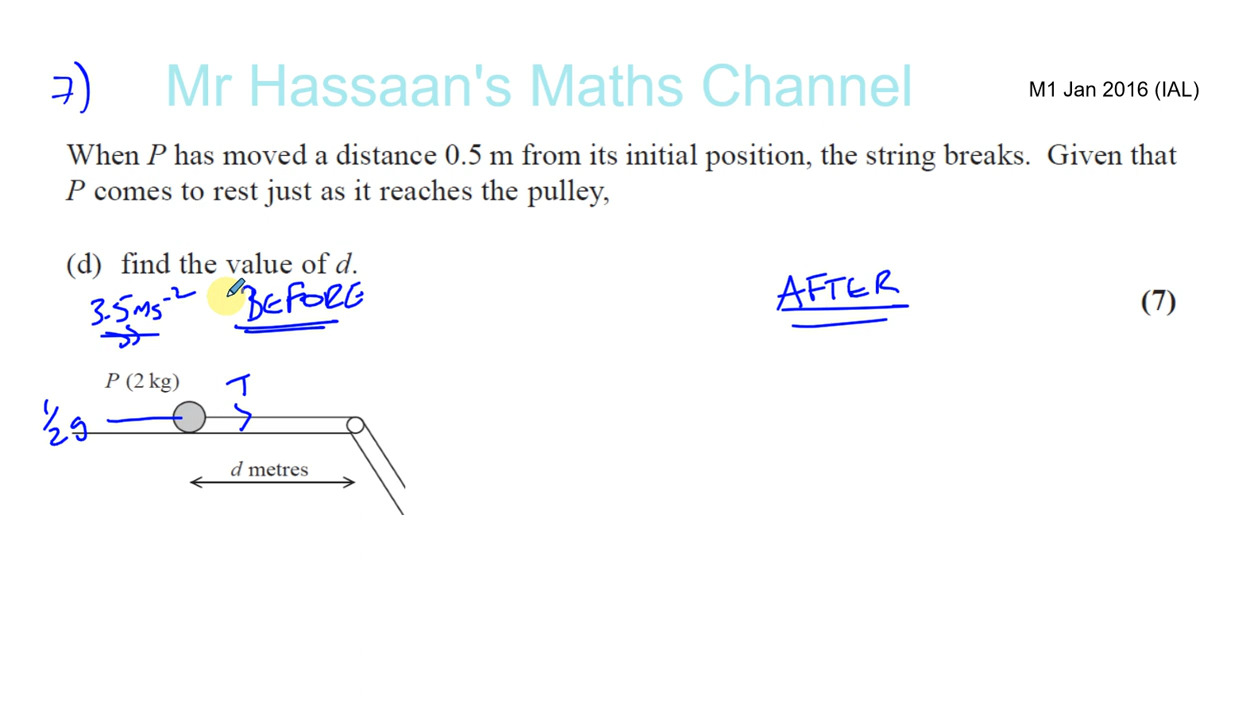 7)
Mr Hassaan's Maths Channel
M1 Jan 2016 (IAL)
When P has moved a distance 0.5 m from its initial position, the string breaks. Given that
P comes to rest just as it reaches the pulley,
(d) find the value of d.
3.5ms⁻²
BEFORE
AFTER
(7)
P (2 kg)
T
½g
d metres